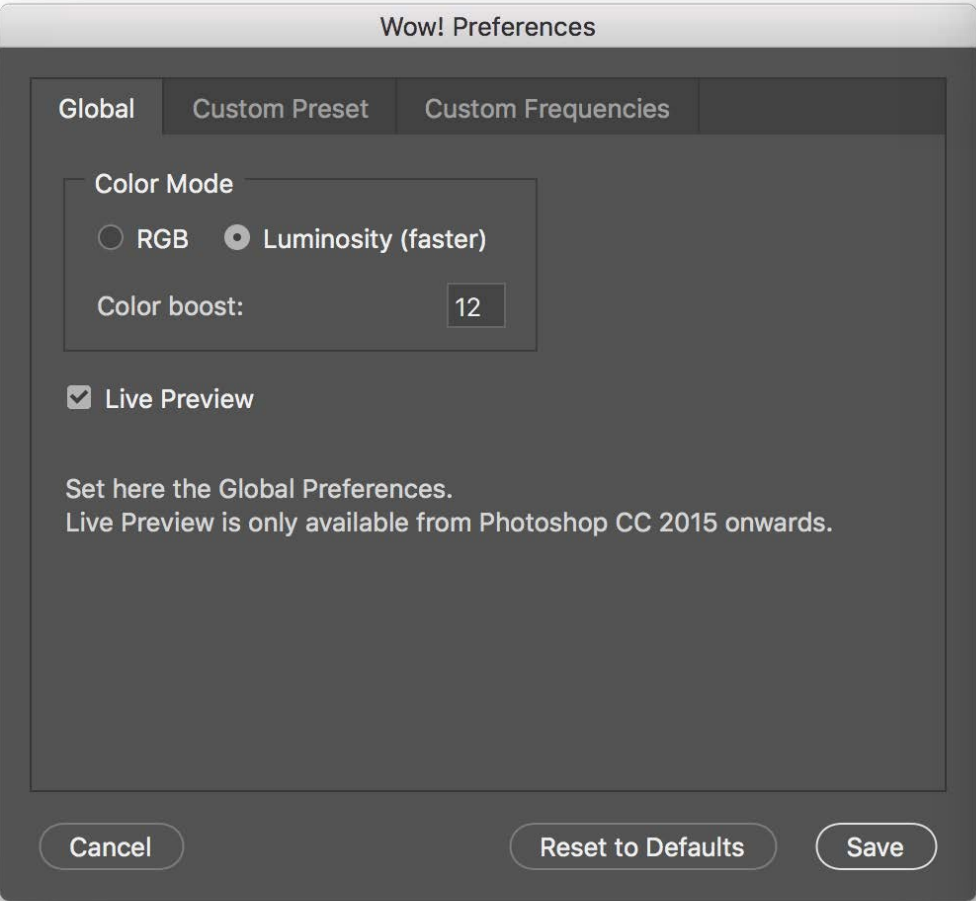 Wow! Preferences
Global Custom Preset Custom Frequencies
Color Mode
RGB Luminosity (faster)
Color boost: 12
Live Preview
Set here the Global Preferences.
Live Preview is only available from Photoshop CC 2015 onwards.
Cancel Reset to Defaults Save